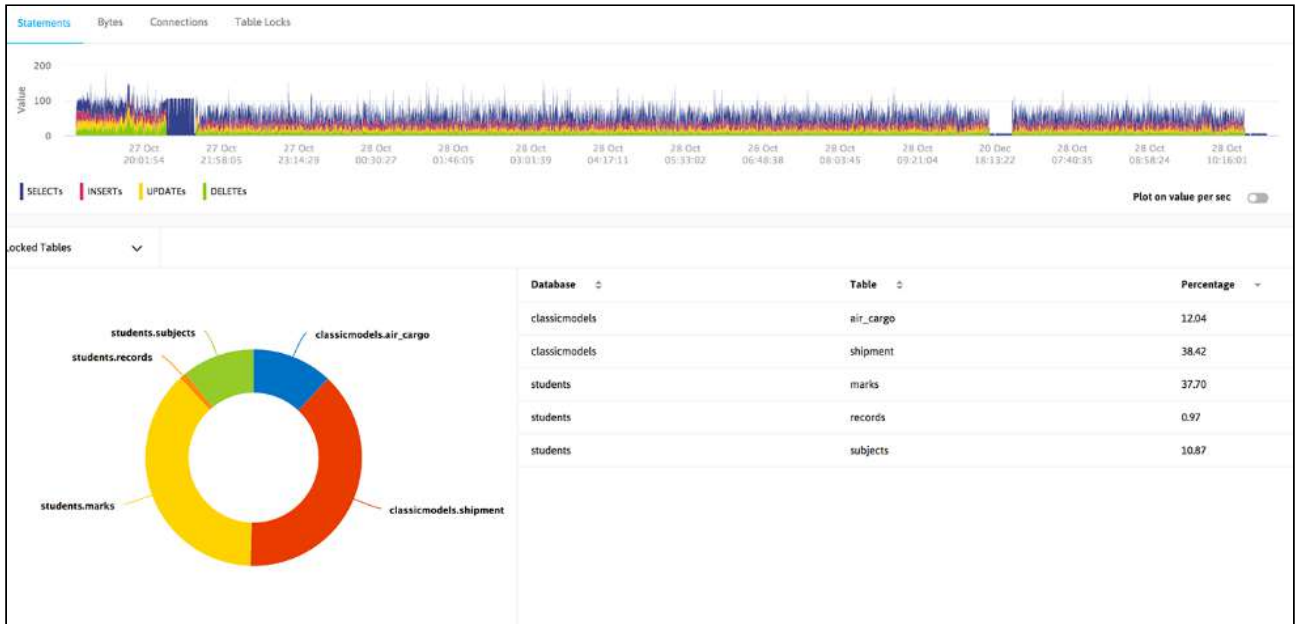 Statements Bytes Connections Table Locks
200
Value
100
0
27 Oct 27 Oct 27 Oct 28 Oct 28 Oct 28 Oct 28 Oct 28 Oct 28 Oct 28 Oct 28 Oct 20 Dec 28 Oct 28 Oct 28 Oct
20:01:54 21:58:05 23:14:29 00:30:27 01:46:05 03:01:39 04:17:11 05:33:02 06:48:38 08:03:45 09:21:04 18:13:22 07:40:35 08:58:24 10:16:01
SELECTs INSERTs UPDATEs DELETEs
Plot on value per sec
ocked Tables
Database Table Percentage
classicmodels air_cargo 12.04
classicmodels shipment 38.42
students marks 37.70
students records 0.97
students subjects 10.87
students.subjects
classicmodels.air_cargo
students.records
students.marks
classicmodels.shipment